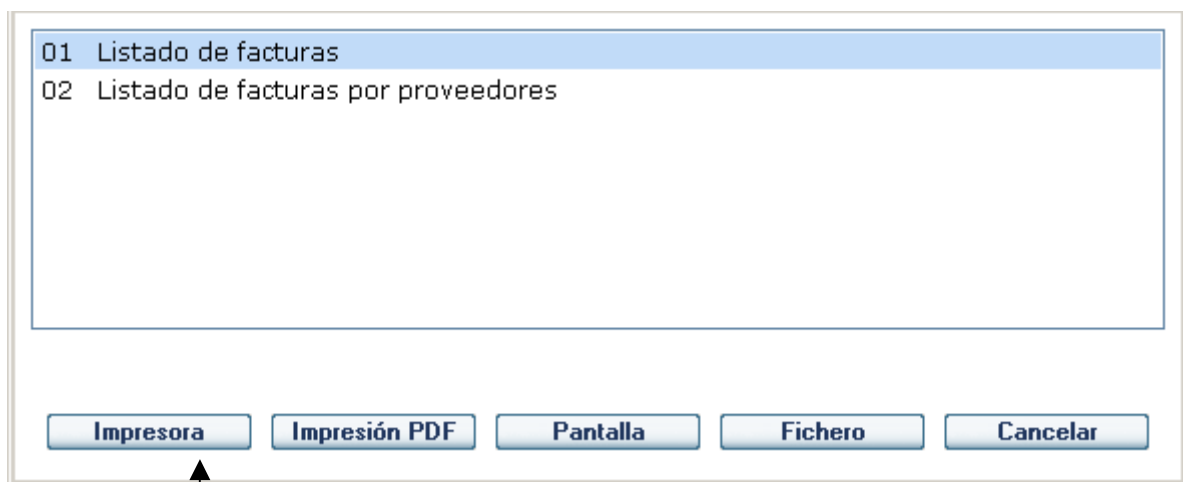 01 Listado de facturas
02 Listado de facturas por proveedores
Impresora Impresión PDF Pantalla Fichero Cancelar